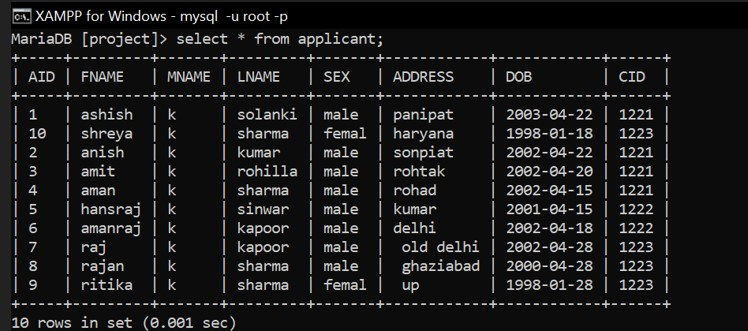 XAMPP for Windows - mysql -u root -p
MariaDB [project]> select * from applicant;
+-----+---------+-------+---------+-------+------------+------------+------+
| AID | FNAME | MNAME | LNAME | SEX | ADDRESS | DOB | CID |
+-----+---------+-------+---------+-------+------------+------------+------+
| 1 | ashish | k | solanki | male | panipat | 2003-04-22 | 1221 |
| 10 | shreya | k | sharma | femal | haryana | 1998-01-18 | 1223 |
| 2 | anish | k | kumar | male | sonpiat | 2002-04-22 | 1221 |
| 3 | amit | k | rohilla | male | rohtak | 2002-04-20 | 1221 |
| 4 | aman | k | sharma | male | rohad | 2002-04-15 | 1221 |
| 5 | hansraj | k | sinwar | male | kumar | 2001-04-15 | 1222 |
| 6 | amanraj | k | kapoor | male | delhi | 2002-04-18 | 1222 |
| 7 | raj | k | kapoor | male | old delhi | 2002-04-28 | 1223 |
| 8 | rajan | k | sharma | male | ghaziabad | 2000-04-28 | 1223 |
| 9 | ritika | k | sharma | femal | up | 1998-01-28 | 1223 |
+-----+---------+-------+---------+-------+------------+------------+------+
10 rows in set (0.001 sec)